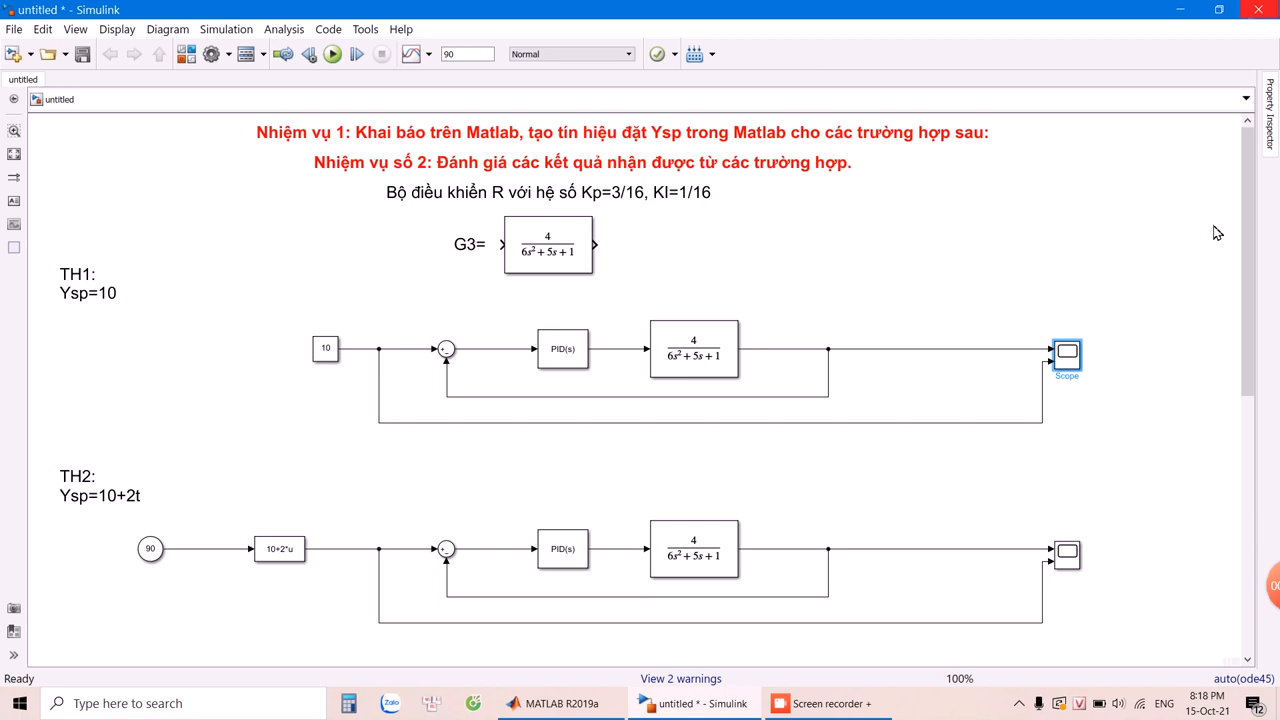 untitled * - Simulink
File Edit View Display Diagram Simulation Analysis Code Tools Help
90 Normal
untitled
untitled
Property Inspector
Nhiệm vụ 1: Khai báo trên Matlab, tạo tín hiệu đặt Ysp trong Matlab cho các trường hợp sau:
Nhiệm vụ số 2: Đánh giá các kết quả nhận được từ các trường hợp.
Bộ điều khiển R với hệ số Kp=3/16, KI=1/16
G3=
4
6s² + 5s + 1
TH1:
Ysp=10
10
PID(s)
4
6s² + 5s + 1
Scope
TH2:
Ysp=10+2t
90
10+2*u
PID(s)
4
6s² + 5s + 1
Ready View 2 warnings 100% auto(ode45)
Type here to search
Zalo
MATLAB R2019a
untitled * - Simulink
Screen recorder +
00
ENG
8:18 PM
15-Oct-21
12